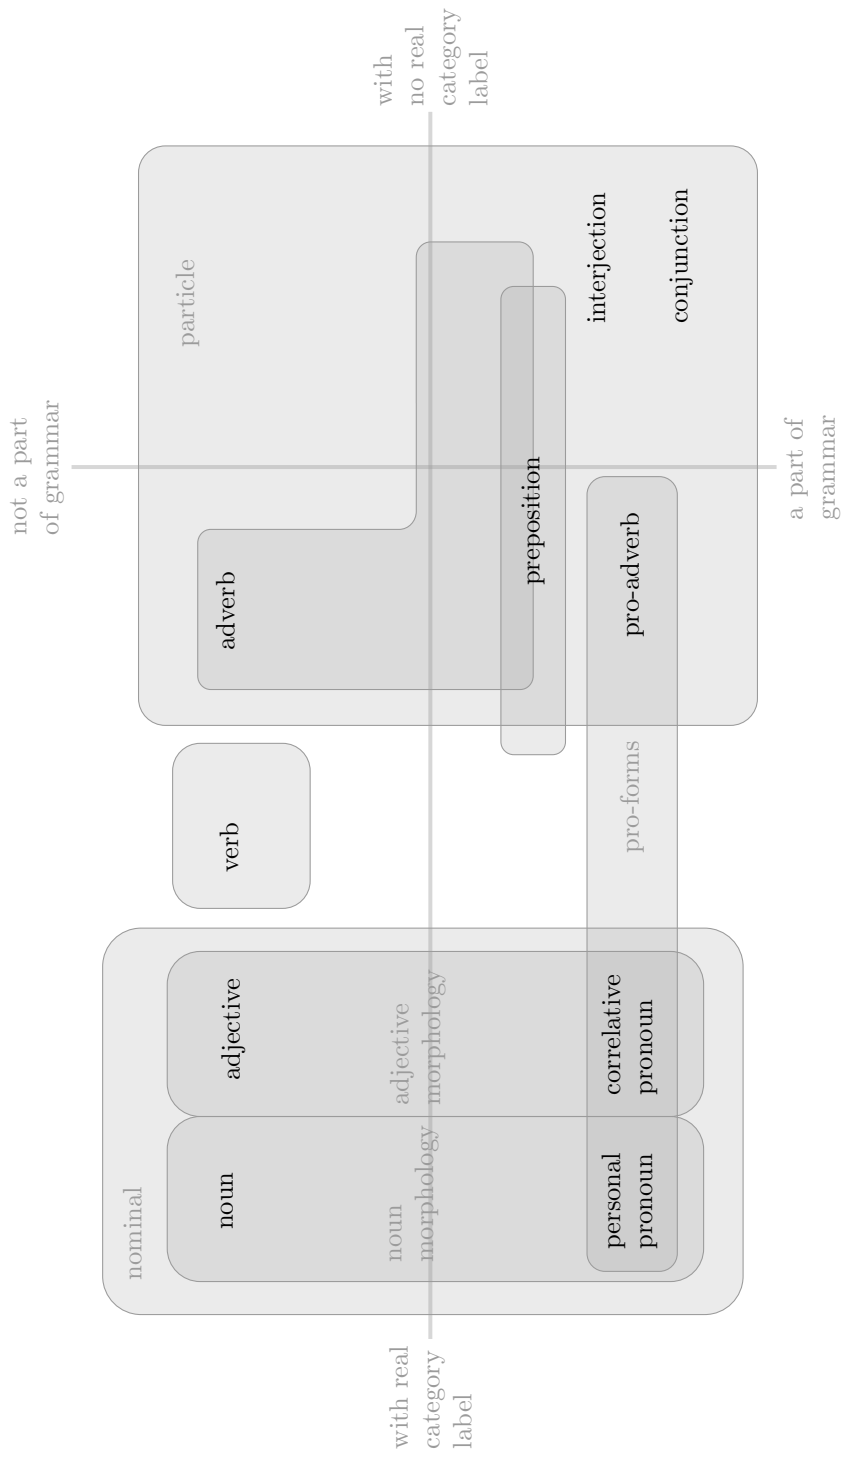 not a part
of grammar
nominal
particle
noun
adjective
verb
adverb
with real
category
label
noun
morphology
adjective
morphology
with
no real
category
label
preposition
personal
pronoun
correlative
pronoun
pro-forms
pro-adverb
interjection
conjunction
a part of
grammar